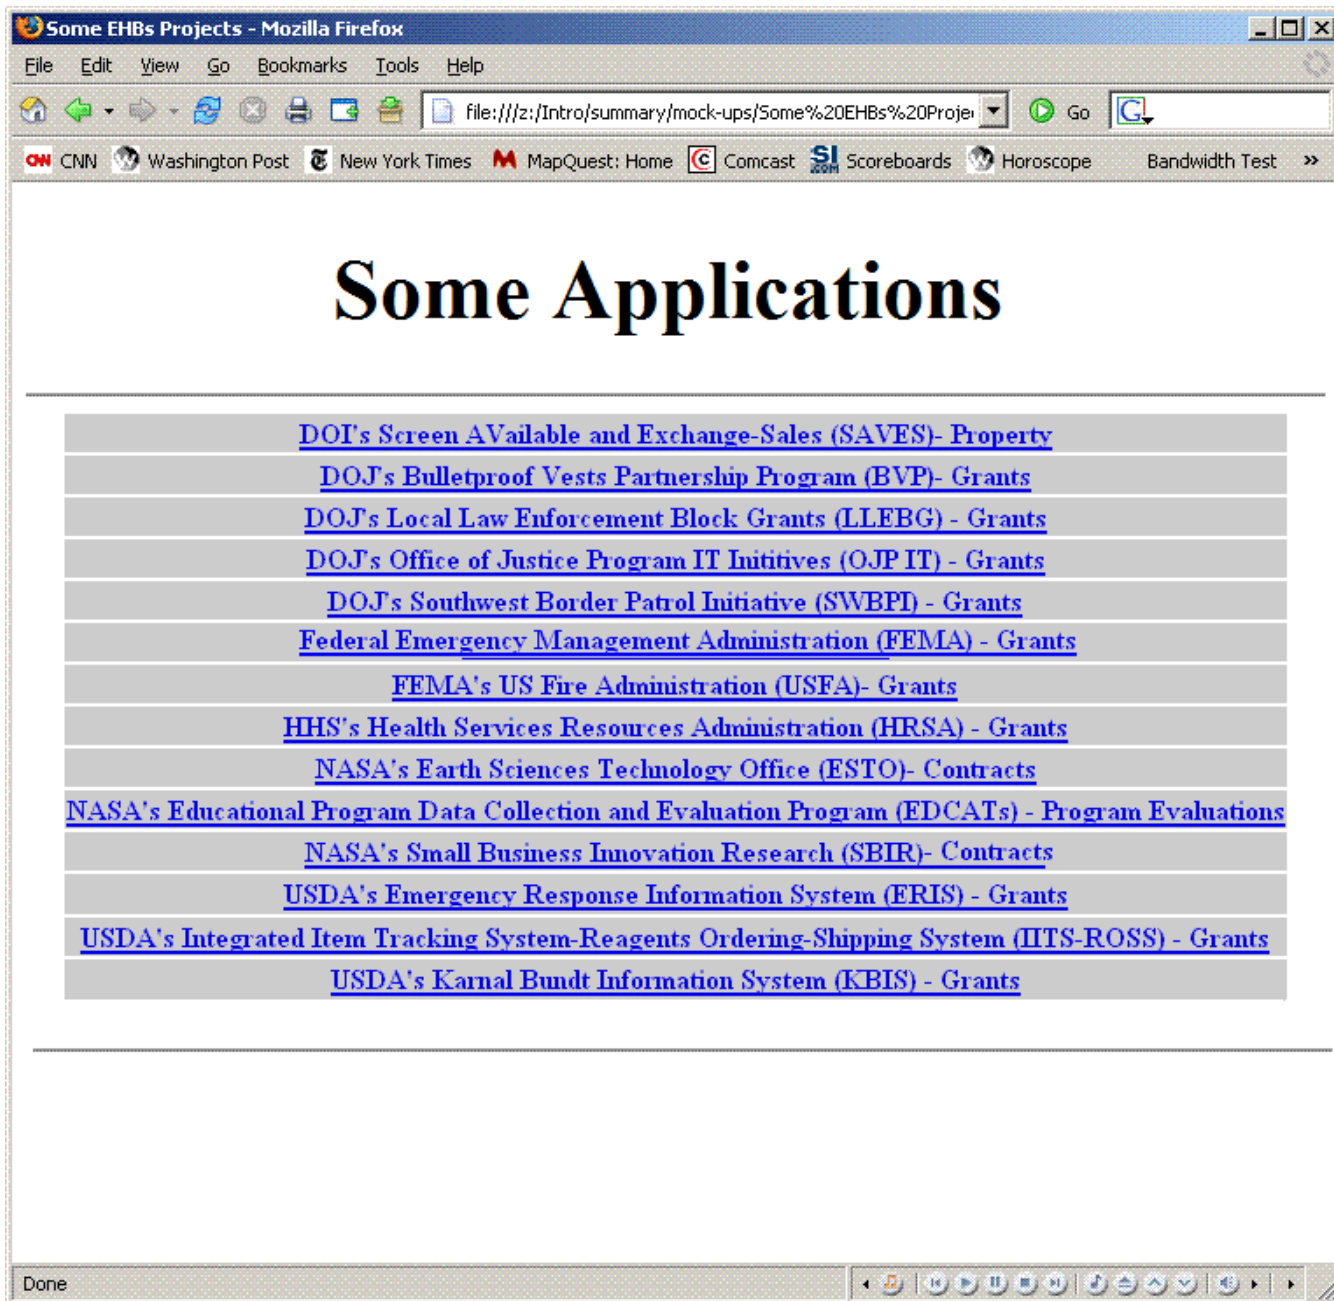 Some EHBs Projects - Mozilla Firefox
File Edit View Go Bookmarks Tools Help
file:///z:/Intro/summary/mock-ups/Some%20EHBs%20Proje Go G
CNN CNN Washington Post New York Times MapQuest: Home C Comcast SI.COM Scoreboards Horoscope Bandwidth Test »
Some Applications
DOI's Screen AVailable and Exchange-Sales (SAVES)- Property
DOJ's Bulletproof Vests Partnership Program (BVP)- Grants
DOJ's Local Law Enforcement Block Grants (LLEBG) - Grants
DOJ's Office of Justice Program IT Inititives (OJP IT) - Grants
DOJ's Southwest Border Patrol Initiative (SWBPI) - Grants
Federal Emergency Management Administration (FEMA) - Grants
FEMA's US Fire Administration (USFA)- Grants
HHS's Health Services Resources Administration (HRSA) - Grants
NASA's Earth Sciences Technology Office (ESTO)- Contracts
NASA's Educational Program Data Collection and Evaluation Program (EDCATs) - Program Evaluations
NASA's Small Business Innovation Research (SBIR)- Contracts
USDA's Emergency Response Information System (ERIS) - Grants
USDA's Integrated Item Tracking System-Reagents Ordering-Shipping System (IITS-ROSS) - Grants
USDA's Karnal Bundt Information System (KBIS) - Grants
Done